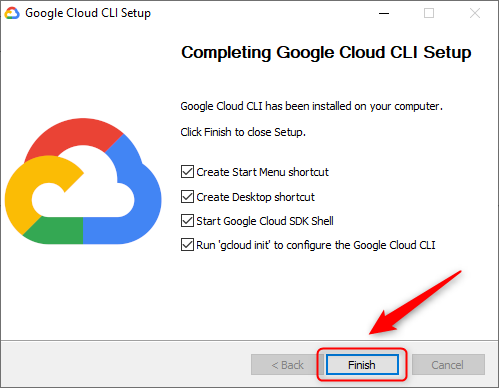 Google Cloud CLI Setup
Completing Google Cloud CLI Setup
Google Cloud CLI has been installed on your computer.
Click Finish to close Setup.
Create Start Menu shortcut
Create Desktop shortcut
Start Google Cloud SDK Shell
Run 'gcloud init' to configure the Google Cloud CLI
< Back
Finish
Cancel